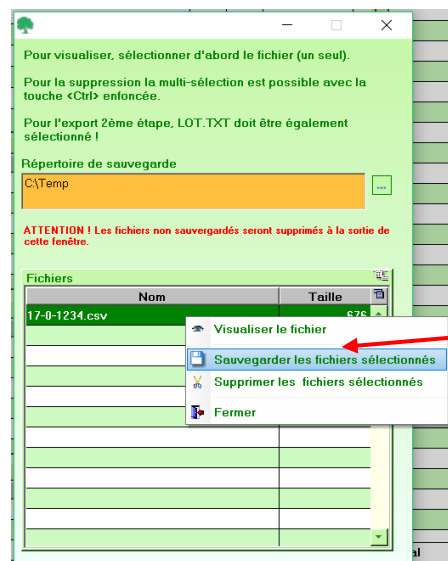 Pour visualiser, sélectionner d'abord le fichier (un seul).
Pour la suppression la multi-sélection est possible avec la
touche <Ctrl> enfoncée.
Pour l'export 2ème étape, LOT.TXT doit être également
sélectionné !
Répertoire de sauvegarde
C:\Temp
...
ATTENTION ! Les fichiers non sauvergardés seront supprimés à la sortie de
cette fenêtre.
Fichiers
Nom Taille
17-0-1234.csv 676
Visualiser le fichier
Sauvegarder les fichiers sélectionnés
Supprimer les fichiers sélectionnés
Fermer
al